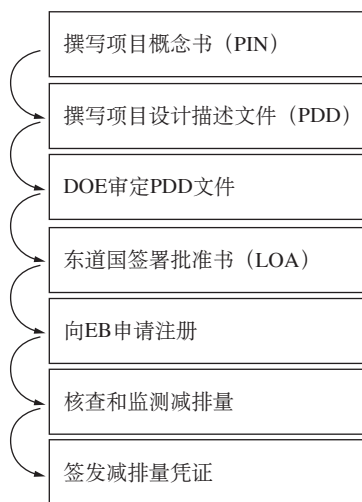 撰写项目概念书（PIN）
撰写项目设计描述文件（PDD）
DOE审定PDD文件
东道国签署批准书（LOA）
向EB申请注册
核查和监测减排量
签发减排量凭证